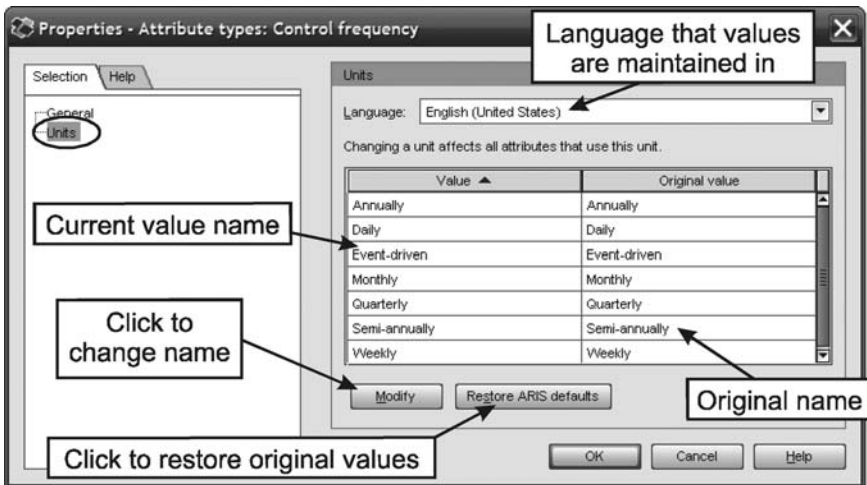 Properties - Attribute types: Control frequency
Language that values
are maintained in
Selection
Help
General
Units
Units
Language:
English (United States)
Changing a unit affects all attributes that use this unit.
Value
Original value
Annually
Annually
Daily
Daily
Event-driven
Event-driven
Monthly
Monthly
Quarterly
Quarterly
Semi-annually
Semi-annually
Weekly
Weekly
Current value name
Click to
change name
Modify
Restore ARIS defaults
Original name
Click to restore original values
OK
Cancel
Help